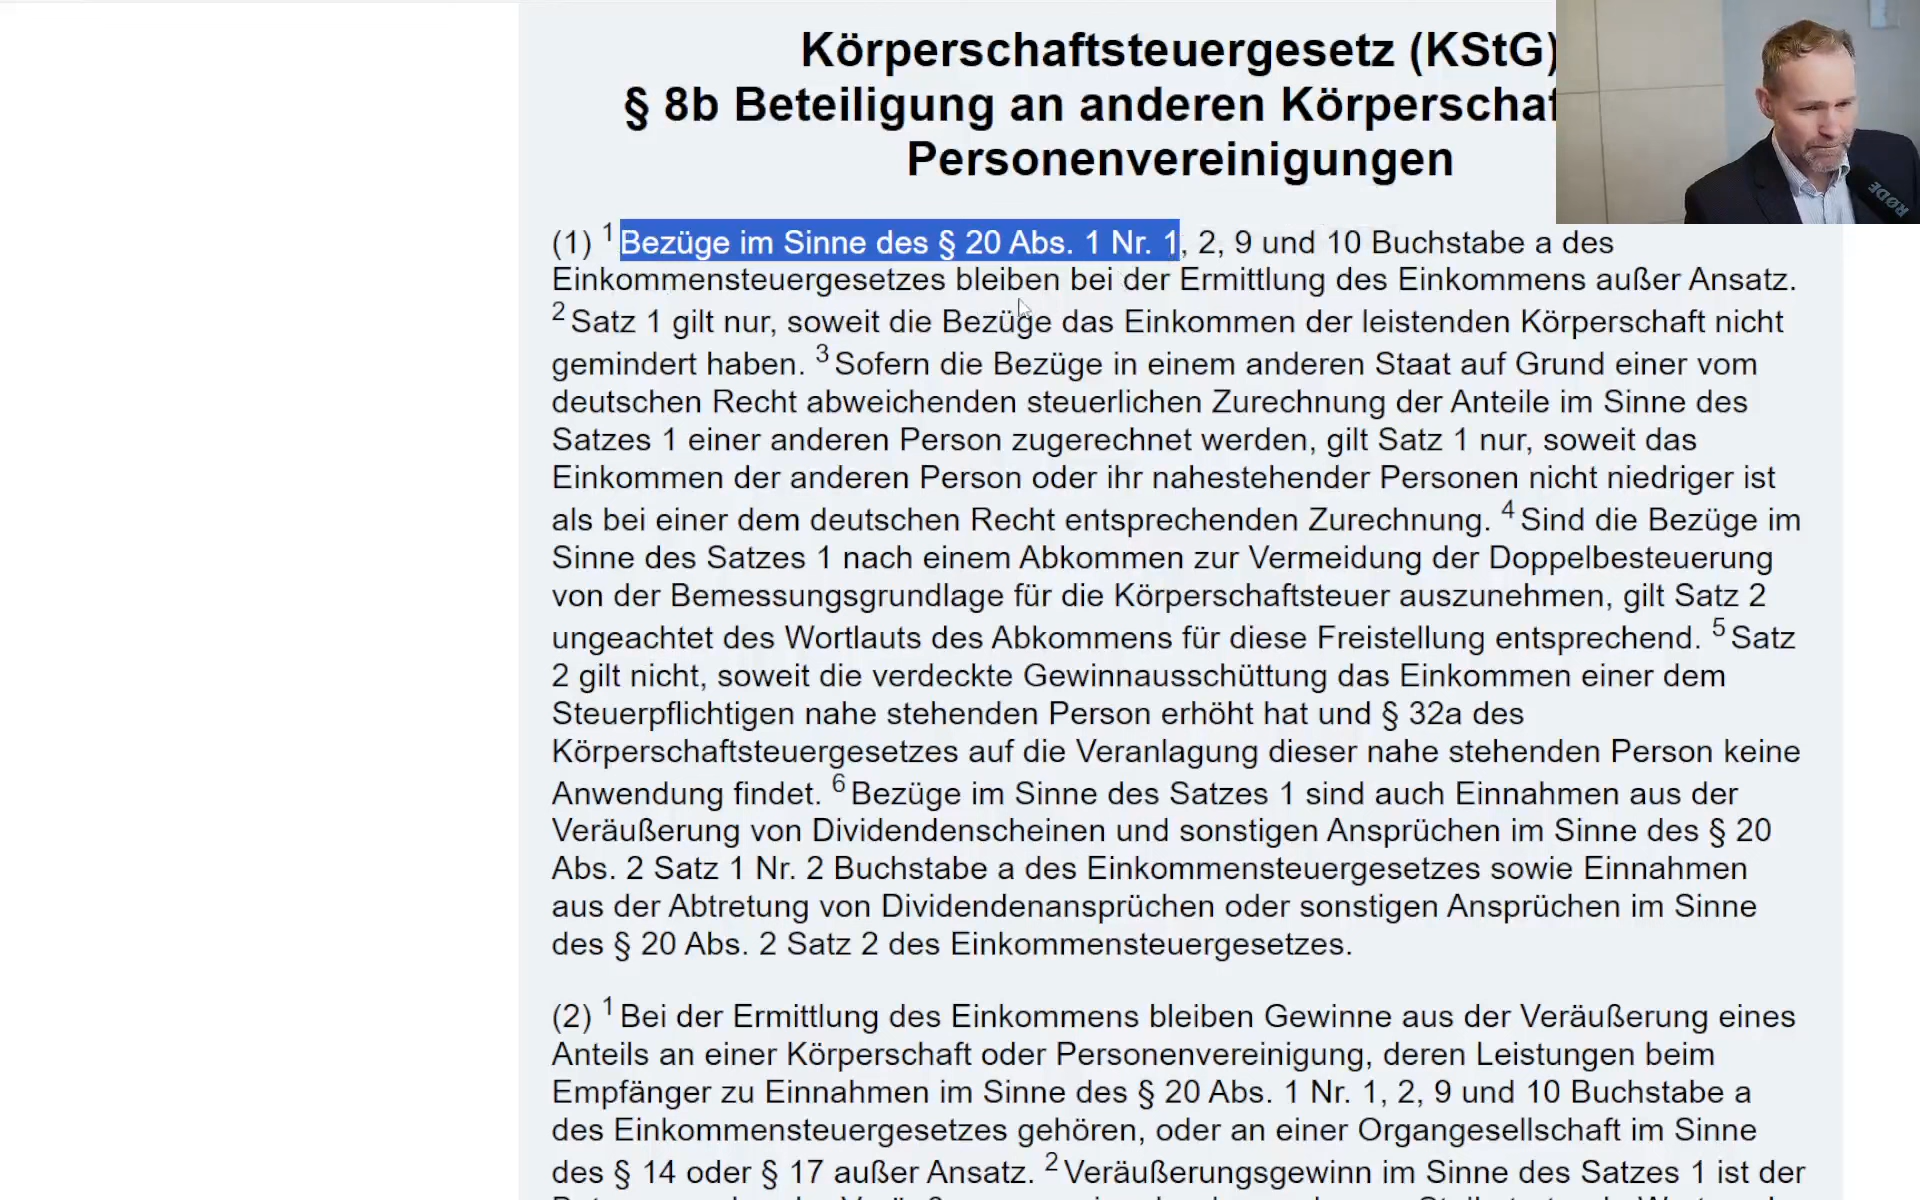 Körperschaftsteuergesetz (KStG)
§ 8b Beteiligung an anderen
Personenvereinigungen
(1) ¹ Bezüge im Sinne des § 20 Abs. 1 Nr. 1, 2, 9 und 10 Buchstabe a des
Einkommensteuergesetzes bleiben bei der Ermittlung des Einkommens außer Ansatz.
² Satz 1 gilt nur, soweit die Bezüge das Einkommen der leistenden Körperschaft nicht
gemindert haben. ³ Sofern die Bezüge in einem anderen Staat auf Grund einer vom
deutschen Recht abweichenden steuerlichen Zurechnung der Anteile im Sinne des
Satzes 1 einer anderen Person zugerechnet werden, gilt Satz 1 nur, soweit das
Einkommen der anderen Person oder ihr nahestehender Personen nicht niedriger ist
als bei einer dem deutschen Recht entsprechenden Zurechnung. ⁴ Sind die Bezüge im
Sinne des Satzes 1 nach einem Abkommen zur Vermeidung der Doppelbesteuerung
von der Bemessungsgrundlage für die Körperschaftsteuer auszunehmen, gilt Satz 2
ungeachtet des Wortlauts des Abkommens für diese Freistellung entsprechend. ⁵ Satz
2 gilt nicht, soweit die verdeckte Gewinnausschüttung das Einkommen einer dem
Steuerpflichtigen nahe stehenden Person erhöht hat und § 32a des
Körperschaftsteuergesetzes auf die Veranlagung dieser nahe stehenden Person keine
Anwendung findet. ⁶ Bezüge im Sinne des Satzes 1 sind auch Einnahmen aus der
Veräußerung von Dividendenscheinen und sonstigen Ansprüchen im Sinne des § 20
Abs. 2 Satz 1 Nr. 2 Buchstabe a des Einkommensteuergesetzes sowie Einnahmen
aus der Abtretung von Dividendenansprüchen oder sonstigen Ansprüchen im Sinne
des § 20 Abs. 2 Satz 2 des Einkommensteuergesetzes.
(2) ¹ Bei der Ermittlung des Einkommens bleiben Gewinne aus der Veräußerung eines
Anteils an einer Körperschaft oder Personenvereinigung, deren Leistungen beim
Empfänger zu Einnahmen im Sinne des § 20 Abs. 1 Nr. 1, 2, 9 und 10 Buchstabe a
des Einkommensteuergesetzes gehören, oder an einer Organgesellschaft im Sinne
des § 14 oder § 17 außer Ansatz. ² Veräußerungsgewinn im Sinne des Satzes 1 ist der
RØDE